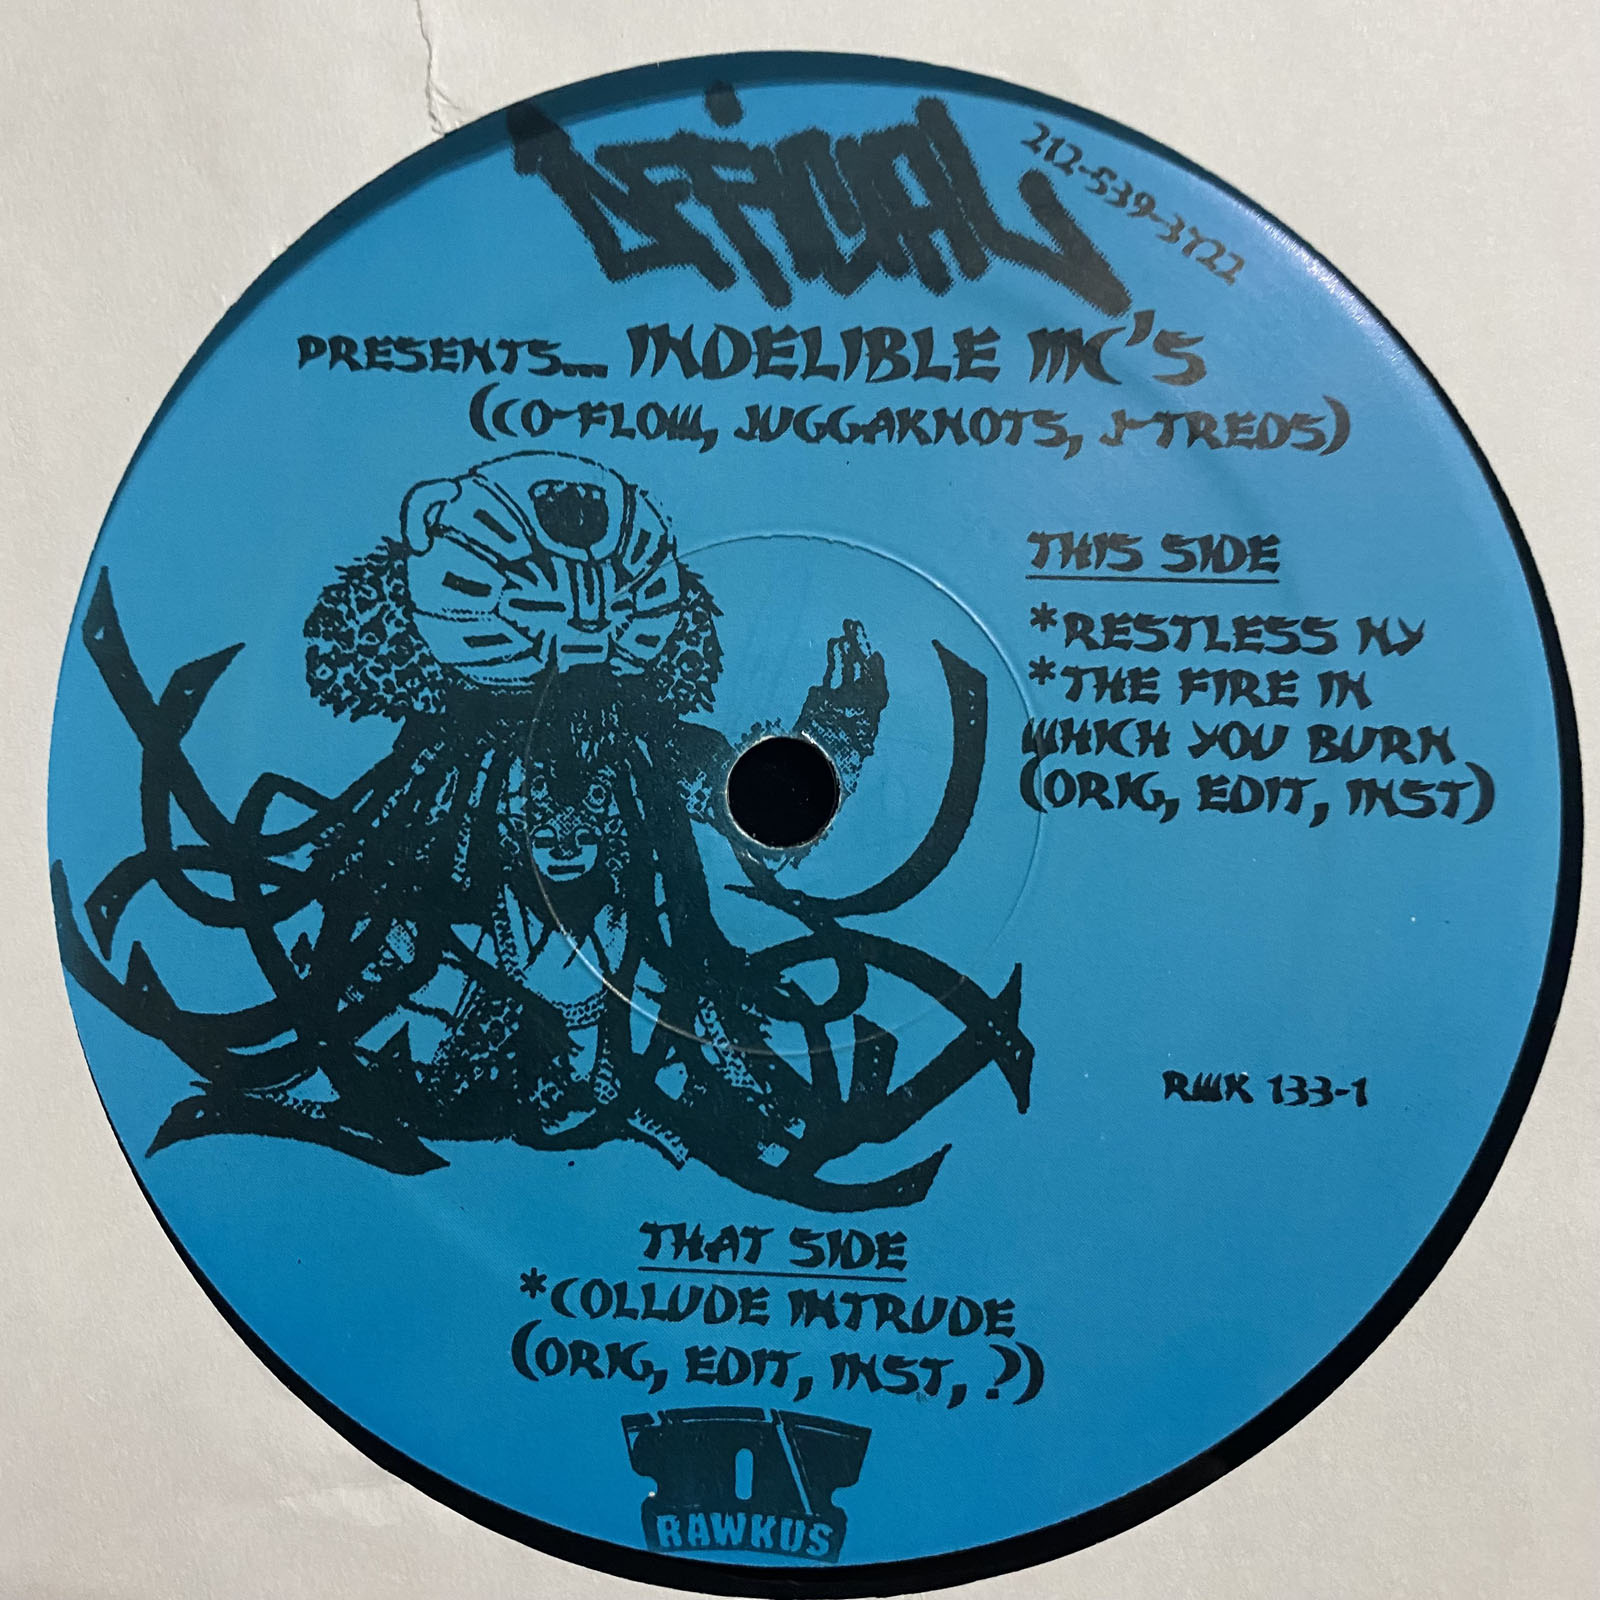 OFFICIAL
212-539-3722
PRESENTS... INDELIBLE MC'S
(CO-FLOW, JUGGAKNOTS, J-TREDS)
THIS SIDE
*RESTLESS NY
*THE FIRE IN
WHICH YOU BURN
(ORIG, EDIT, INST)
RWK 133-1
THAT SIDE
*COLLUDE INTRUDE
(ORIG, EDIT, INST, ?)
RAWKUS